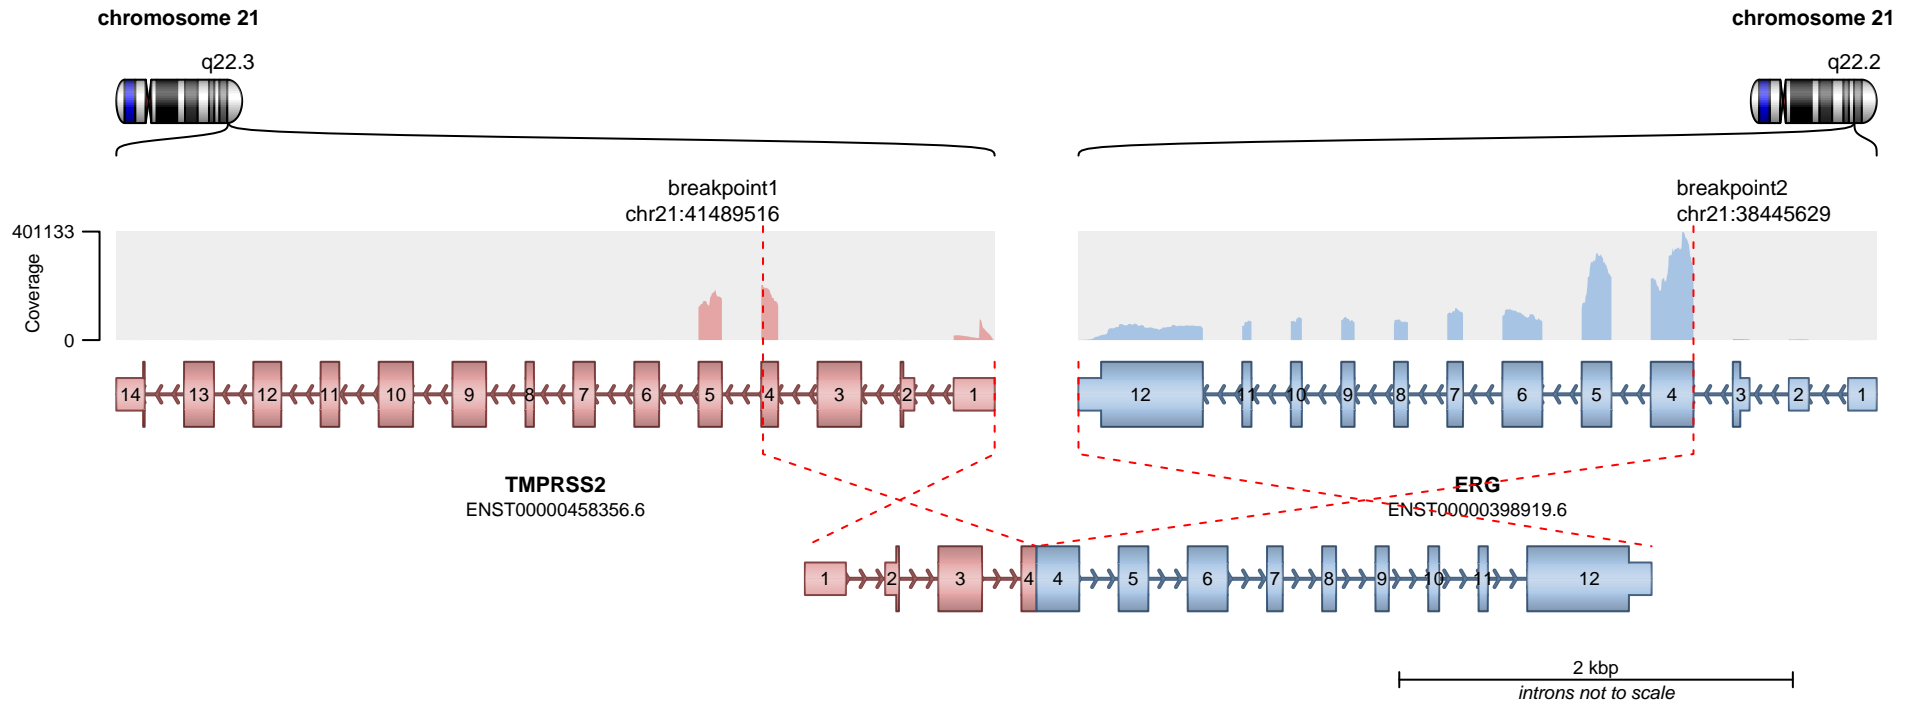 chromosome 21
chromosome 21
q22.3
q22.2
breakpoint1
chr21:41489516
breakpoint2
chr21:38445629
401133
Coverage
0
14 13 12 11 10 9 8 7 6 5 4 3 2 1
12 11 10 9 8 7 6 5 4 3 2 1
TMPRSS2
ENST00000458356.6
ERG
ENST00000398919.6
1 2 3 4 4 5 6 7 8 9 10 11 12
2 kbp
introns not to scale